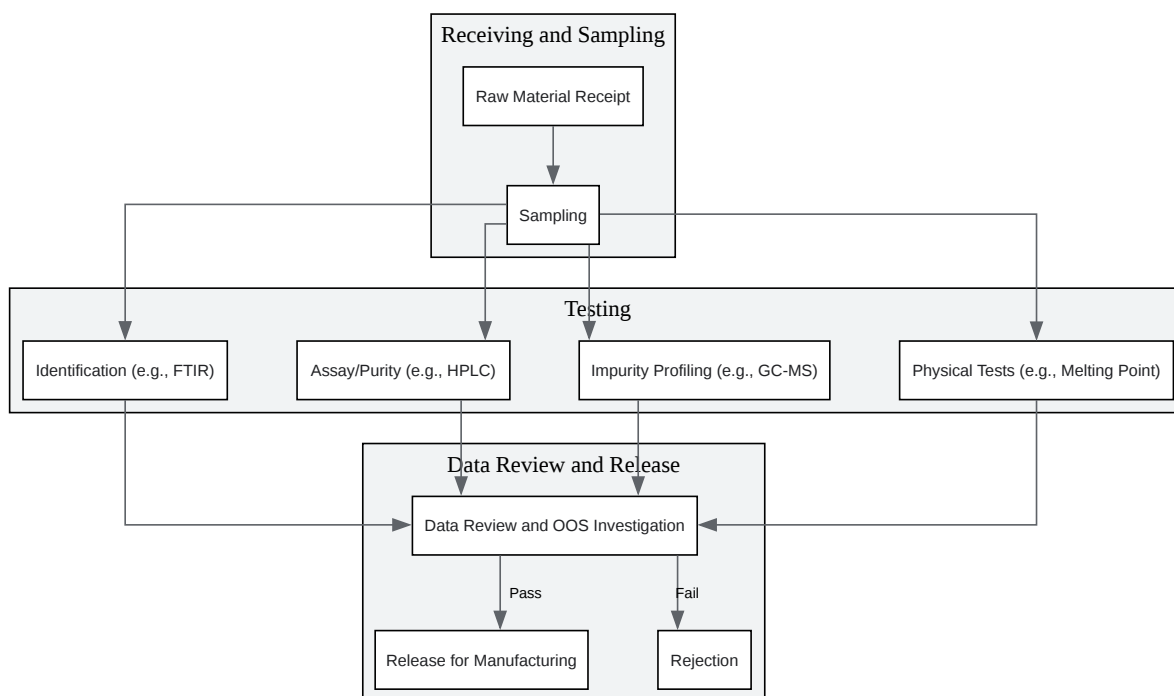 Receiving and Sampling
Raw Material Receipt
Sampling
Testing
Identification (e.g., FTIR)
Assay/Purity (e.g., HPLC)
Impurity Profiling (e.g., GC-MS)
Physical Tests (e.g., Melting Point)
Data Review and Release
Data Review and OOS Investigation
Pass
Fail
Release for Manufacturing
Rejection